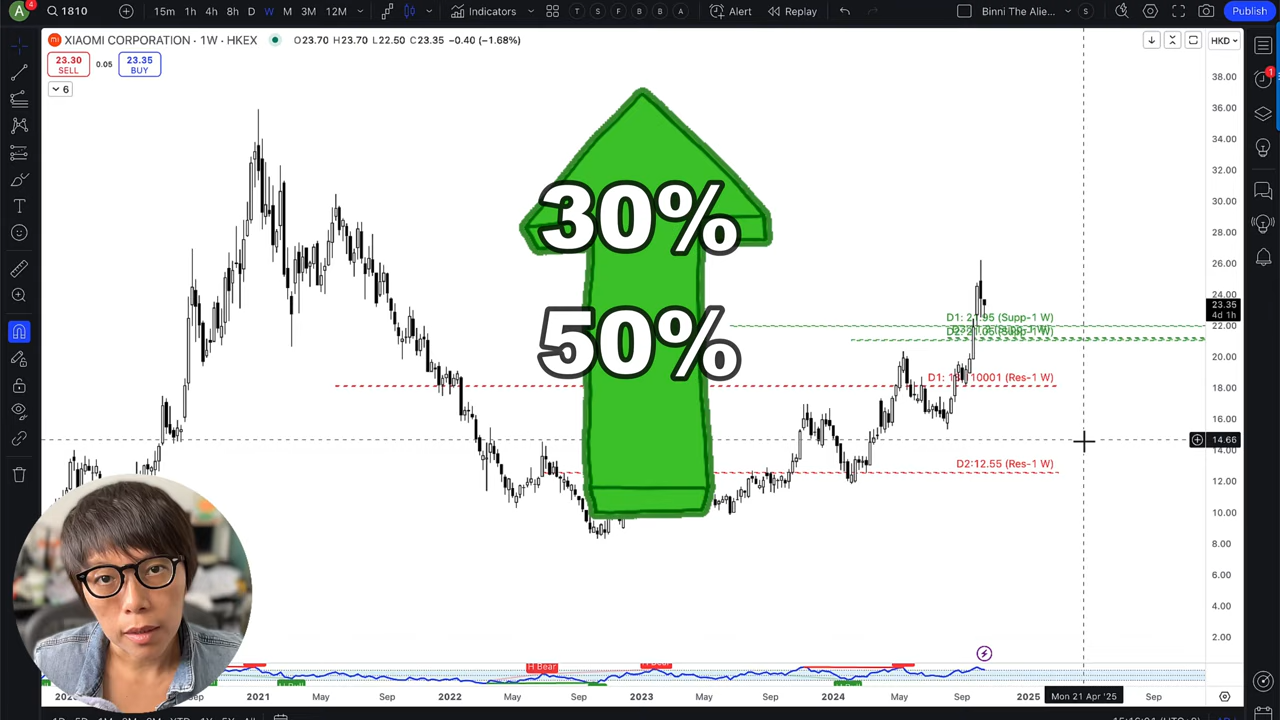 A 4 1810 15m 1h 4h 8h D W M 3M 12M Indicators T S F B B A Alert Replay Binni The Alie... S Publish
XIAOMI CORPORATION · 1W · HKEX O23.70 H23.70 L22.50 C23.35 −0.40 (−1.68%) HKD
23.30 0.05 23.35
SELL BUY
6
38.00
36.00
34.00
32.00
30.00
28.00
26.00
24.00
23.35
4d 1h
22.00
20.00
18.00
16.00
14.66
14.00
12.00
10.00
8.00
6.00
4.00
2.00
30%
50%
(Supp-1 W)
(Res-1 W)
D2:12.55 (Res-1 W)
1
H Bear
2021 May Sep 2022 May Sep 2023 May Sep 2024 May Sep 2025 Mon 21 Apr '25 Sep